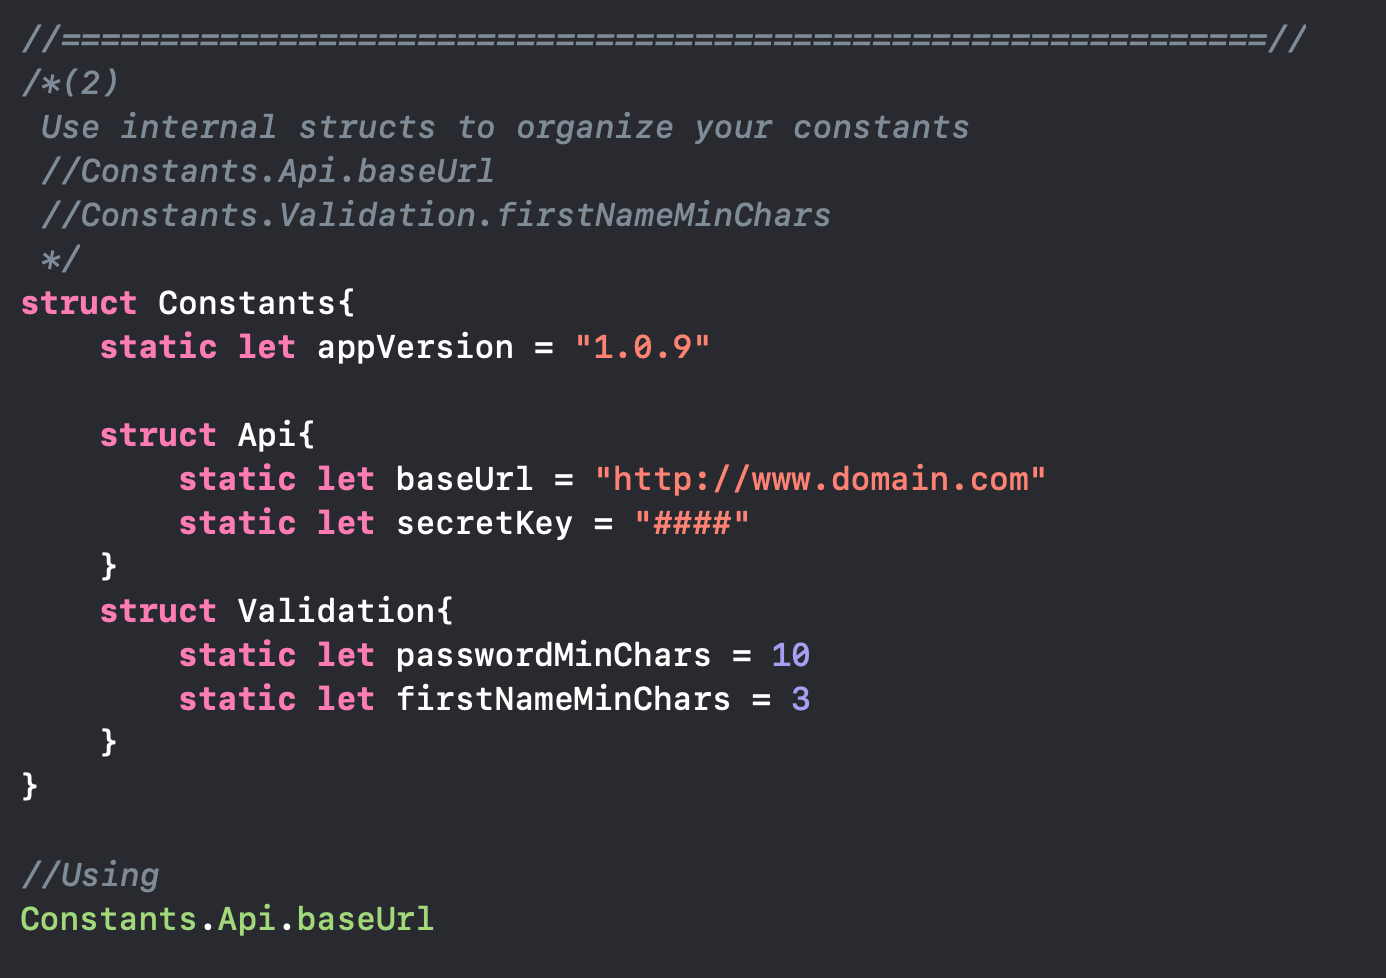 //=============================================================//
/*(2)
 Use internal structs to organize your constants
 //Constants.Api.baseUrl
 //Constants.Validation.firstNameMinChars
 */
struct Constants{
    static let appVersion = "1.0.9"

    struct Api{
        static let baseUrl = "http://www.domain.com"
        static let secretKey = "####"
    }
    struct Validation{
        static let passwordMinChars = 10
        static let firstNameMinChars = 3
    }
}

//Using
Constants.Api.baseUrl